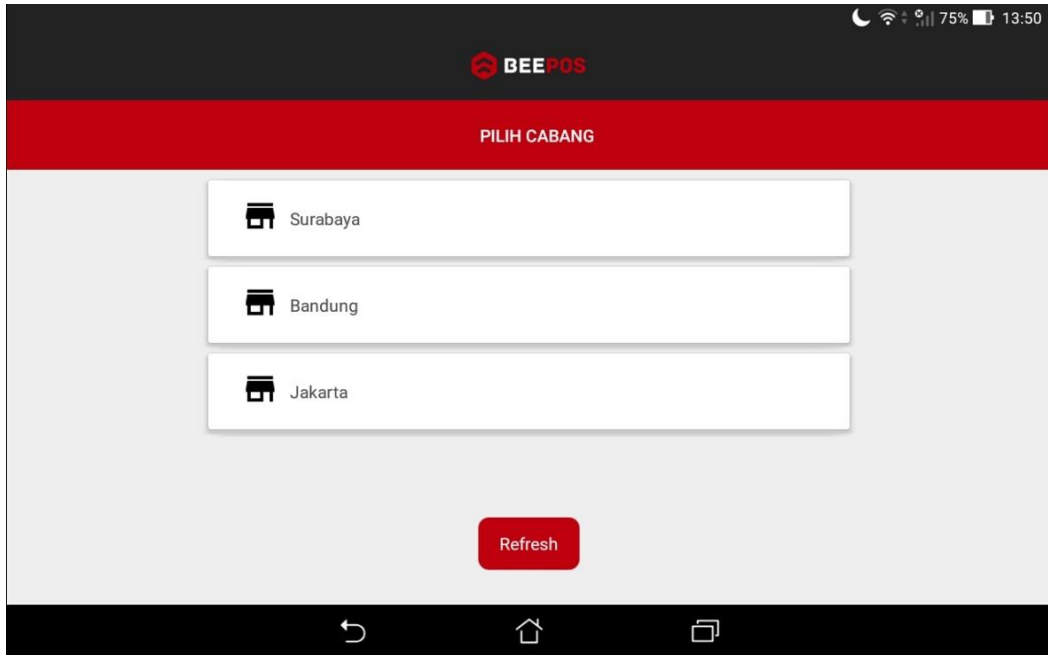 75% 13:50
BEEPOS
PILIH CABANG
Surabaya
Bandung
Jakarta
Refresh